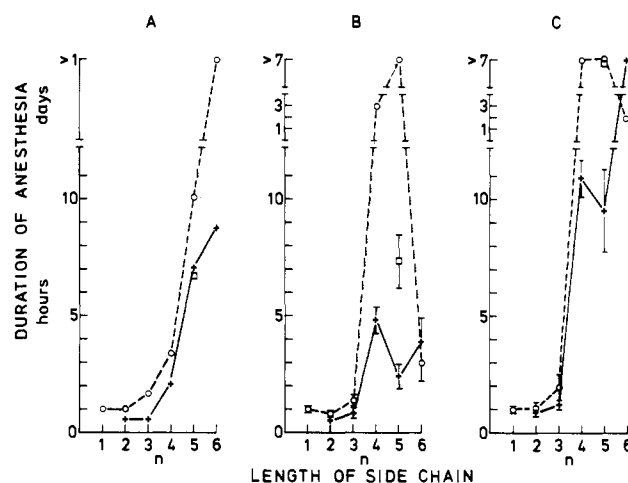 A B C
>1 >7 >7
3 3
1 1
10 10 10
5 5 5
0 0 0
1 2 3 4 5 6 1 2 3 4 5 6 1 2 3 4 5 6
n n n
DURATION OF ANESTHESIA
hours days
LENGTH OF SIDE CHAIN